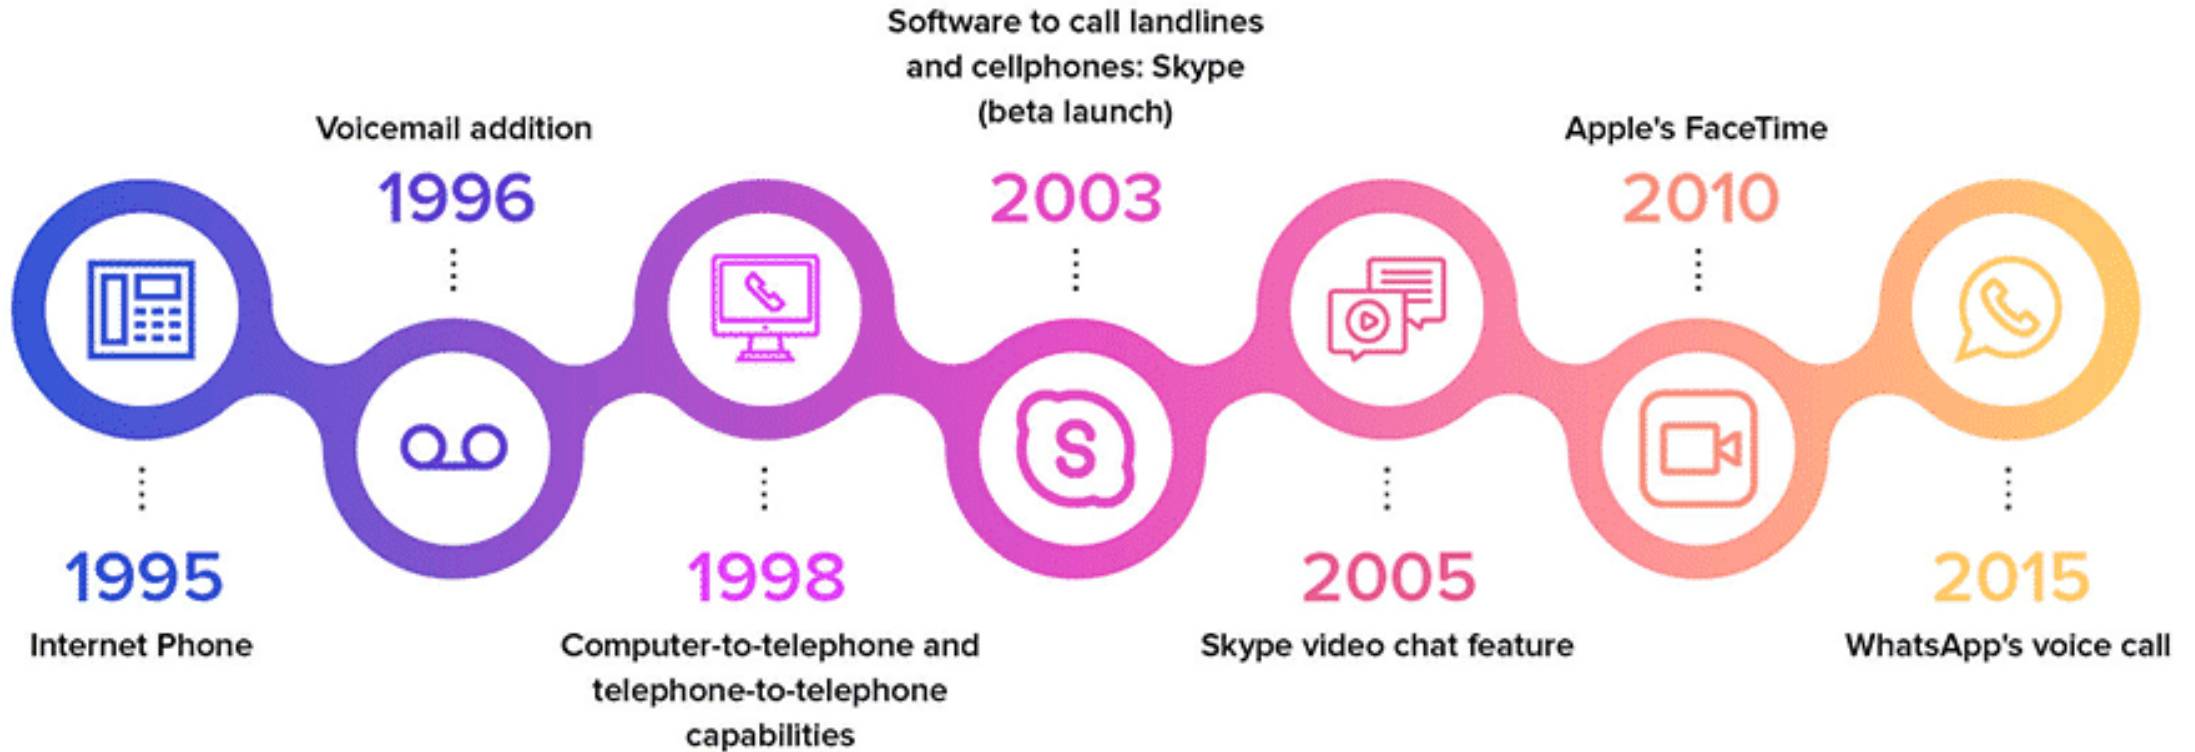 Internet Phone
1995
Voicemail addition
1996
1998
Computer-to-telephone and
telephone-to-telephone
capabilities
Software to call landlines
and cellphones: Skype
(beta launch)
2003
S
2005
Skype video chat feature
Apple's FaceTime
2010
2015
WhatsApp's voice call